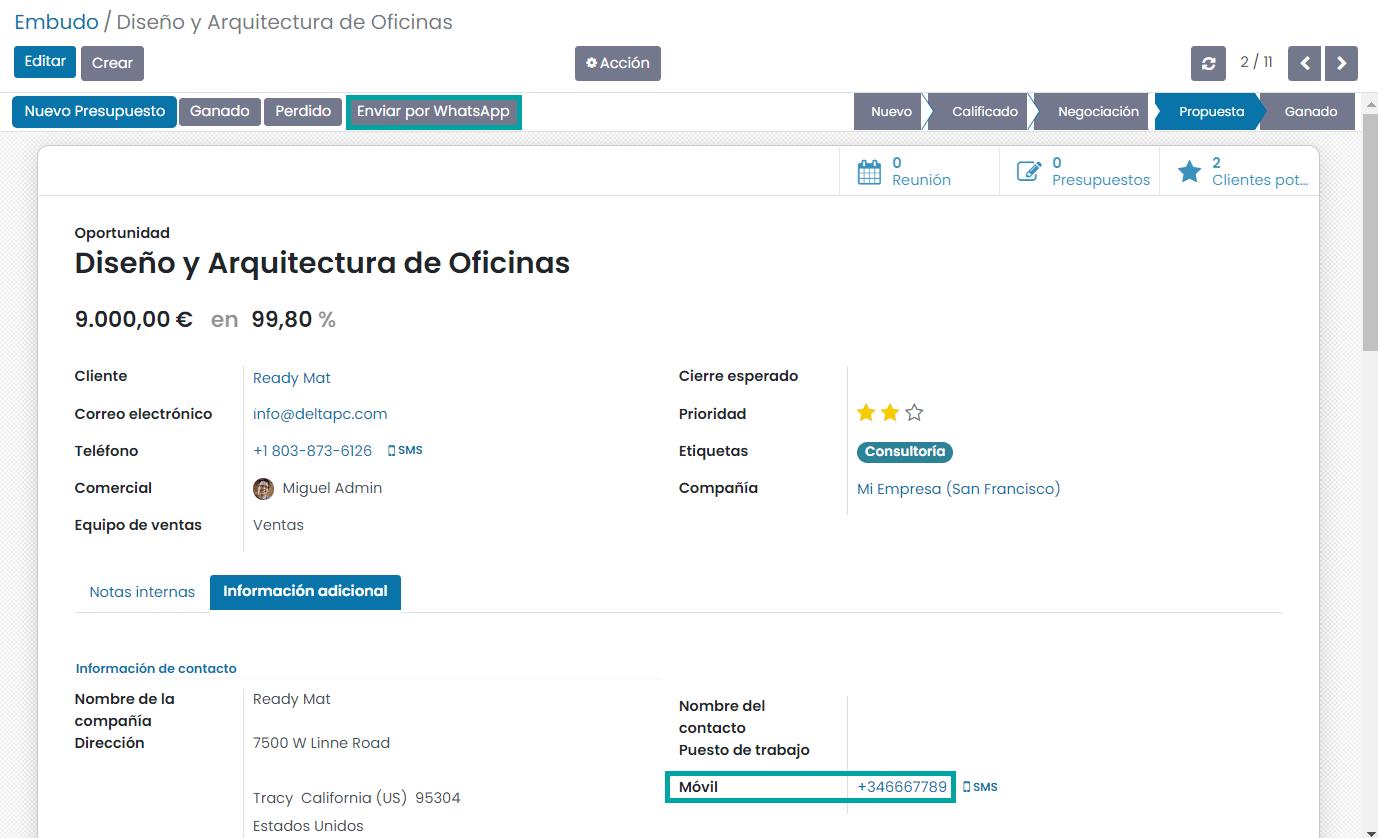 Embudo / Diseño y Arquitectura de Oficinas
Editar Crear Acción 2 / 11
Nuevo Presupuesto Ganado Perdido Enviar por WhatsApp Nuevo Calificado Negociación Propuesta Ganado
0 Reunión
0 Presupuestos
2 Clientes pot...
Oportunidad
Diseño y Arquitectura de Oficinas
9.000,00 € en 99,80 %
Cliente Ready Mat
Correo electrónico info@deltapc.com
Teléfono +1 803-873-6126 SMS
Comercial Miguel Admin
Equipo de ventas Ventas
Cierre esperado
Prioridad
Etiquetas Consultoría
Compañía Mi Empresa (San Francisco)
Notas internas Información adicional
Información de contacto
Nombre de la compañía Ready Mat
Dirección 7500 W Linne Road
Tracy California (US) 95304
Estados Unidos
Nombre del
contacto
Puesto de trabajo
Móvil +346667789 SMS